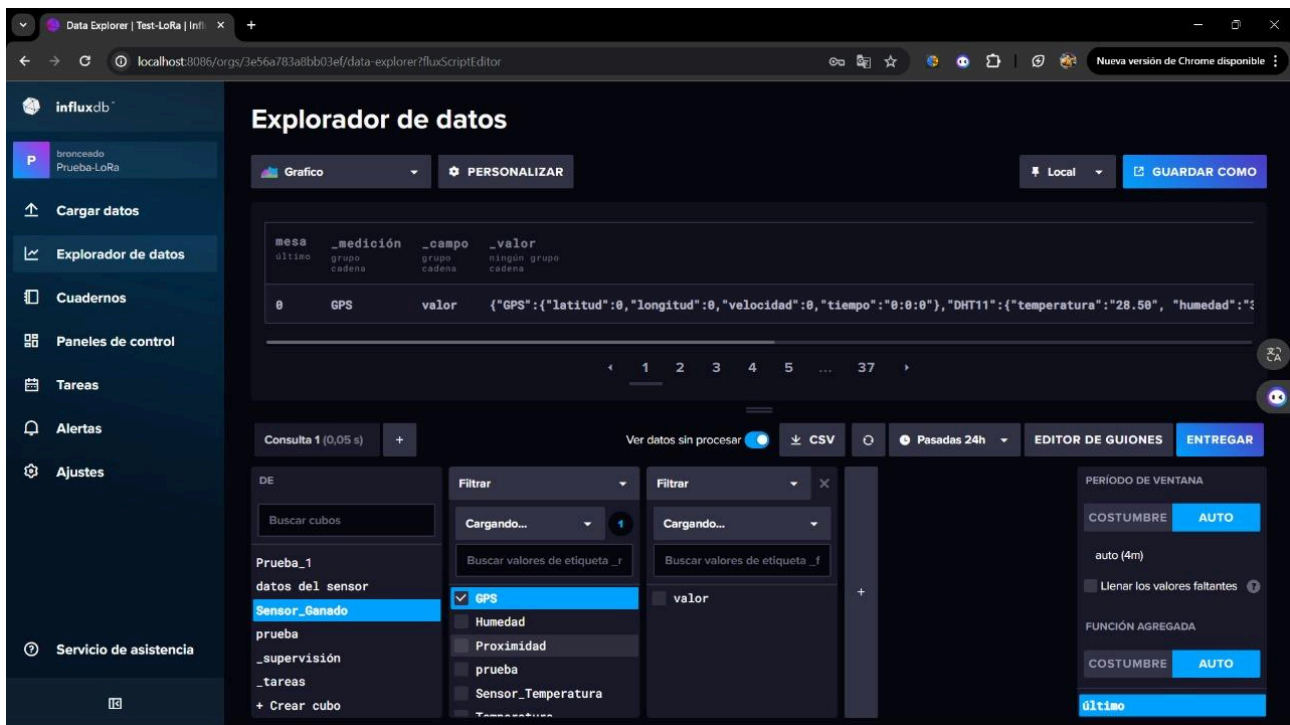 Data Explorer | Test-LoRa | Infl
localhost:8086/orgs/3e56a783a8bb03ef/data-explorer?fluxScriptEditor
Nueva versión de Chrome disponible
influxdb
P
bronceado
Prueba-LoRa
Cargar datos
Explorador de datos
Cuadernos
Paneles de control
Tareas
Alertas
Ajustes
Servicio de asistencia
Explorador de datos
Grafico
PERSONALIZAR
Local
GUARDAR COMO
mesa _medición _campo _valor
último grupo grupo ningún grupo
cadena cadena cadena
0 GPS valor {"GPS":{"latitud":0,"longitud":0,"velocidad":0,"tiempo":"0:0:0"},"DHT11":{"temperatura":"28.50", "humedad":"3
1 2 3 4 5 ... 37
Consulta 1 (0,05 s) +
Ver datos sin procesar
CSV
Pasadas 24h
EDITOR DE GUIONES
ENTREGAR
DE
Buscar cubos
Prueba_1
datos del sensor
Sensor_Ganado
prueba
_supervisión
_tareas
+ Crear cubo
Filtrar
Cargando... 1
Buscar valores de etiqueta _r
GPS
Humedad
Proximidad
prueba
Sensor_Temperatura
Temperatura
Filtrar
Cargando...
Buscar valores de etiqueta _f
valor
+
PERÍODO DE VENTANA
COSTUMBRE AUTO
auto (4m)
Llenar los valores faltantes ?
FUNCIÓN AGREGADA
COSTUMBRE AUTO
último